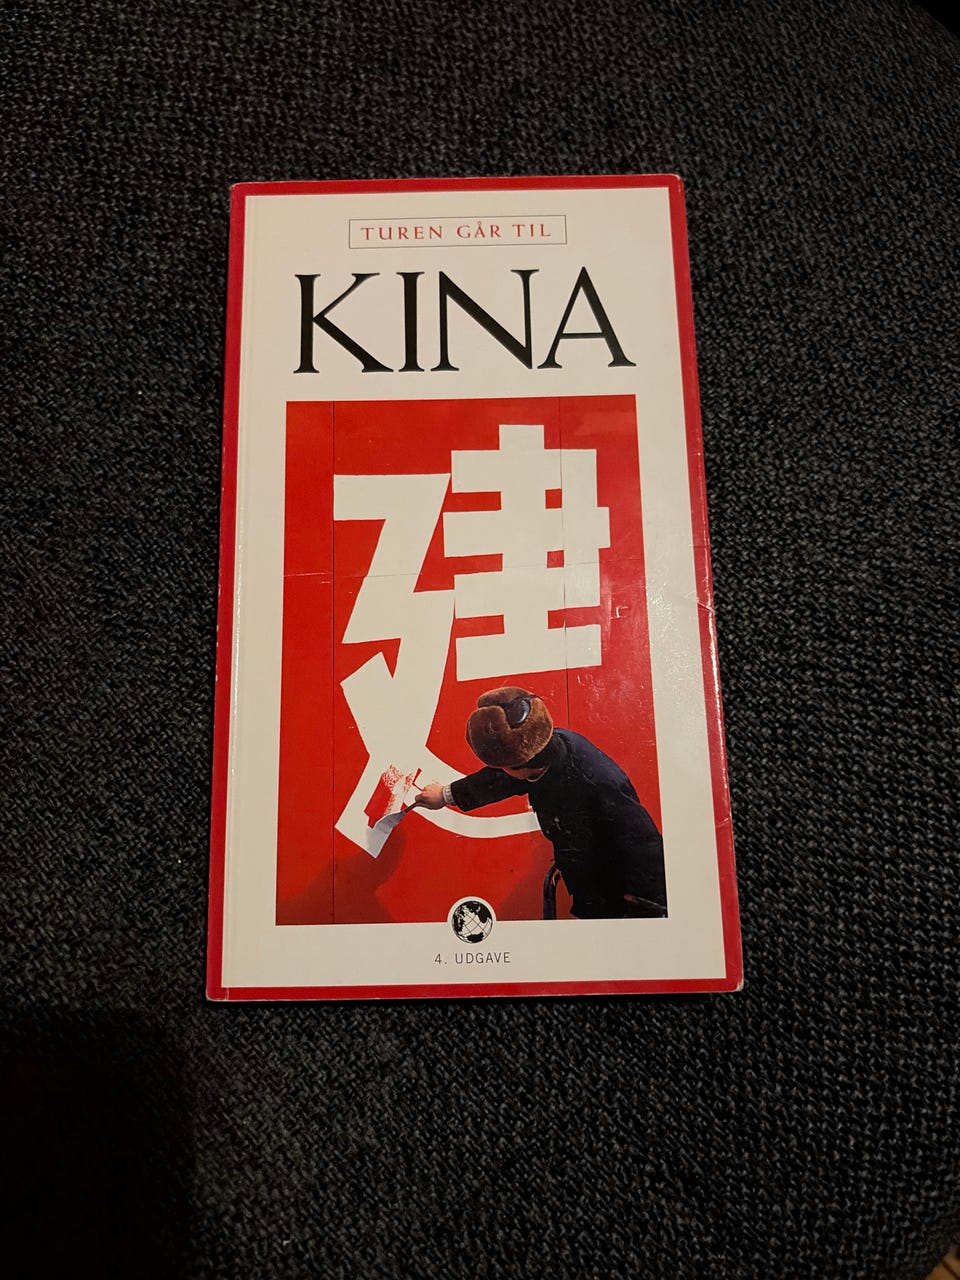 TUREN GÅR TIL
KINA
建
4. UDGAVE